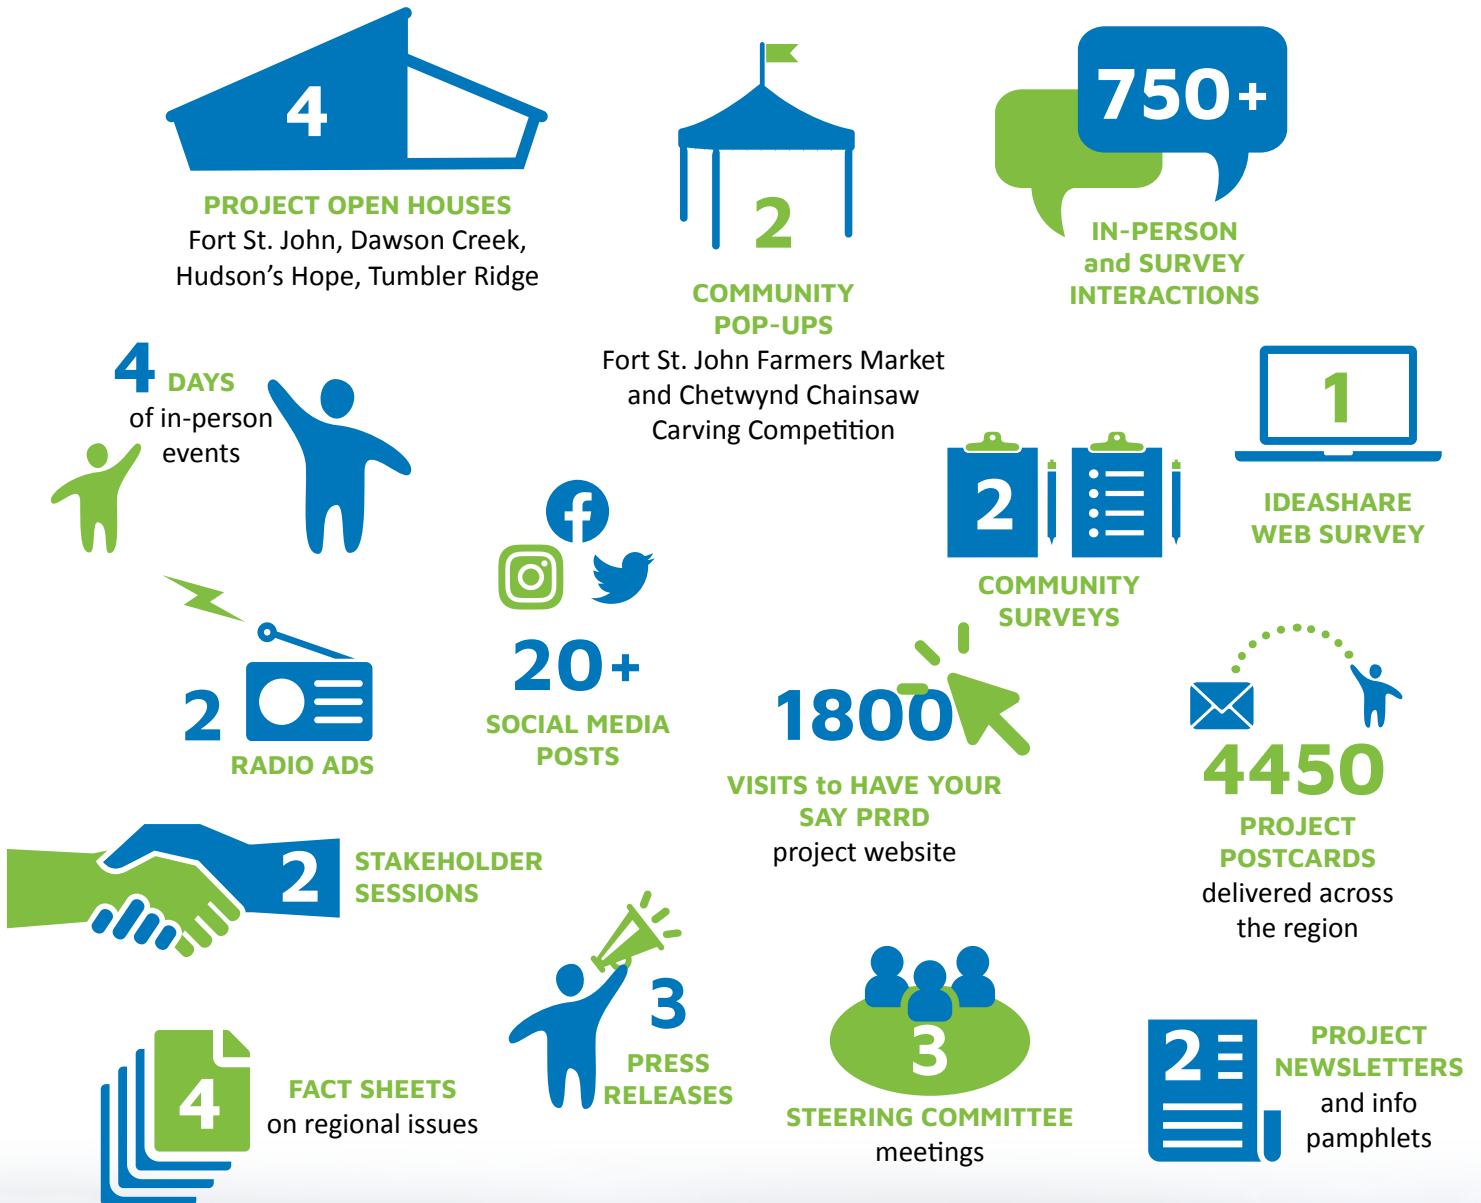 4
PROJECT OPEN HOUSES
Fort St. John, Dawson Creek,
Hudson's Hope, Tumbler Ridge
2
COMMUNITY
POP-UPS
Fort St. John Farmers Market
and Chetwynd Chainsaw
Carving Competition
750+
IN-PERSON
and SURVEY
INTERACTIONS
4 DAYS
of in-person
events
20+
SOCIAL MEDIA
POSTS
2
COMMUNITY
SURVEYS
1
IDEASHARE
WEB SURVEY
2
RADIO ADS
1800
VISITS to HAVE YOUR
SAY PRRD
project website
4450
PROJECT
POSTCARDS
delivered across
the region
2
STAKEHOLDER
SESSIONS
3
PRESS
RELEASES
3
STEERING COMMITTEE
meetings
4
FACT SHEETS
on regional issues
2
PROJECT
NEWSLETTERS
and info
pamphlets